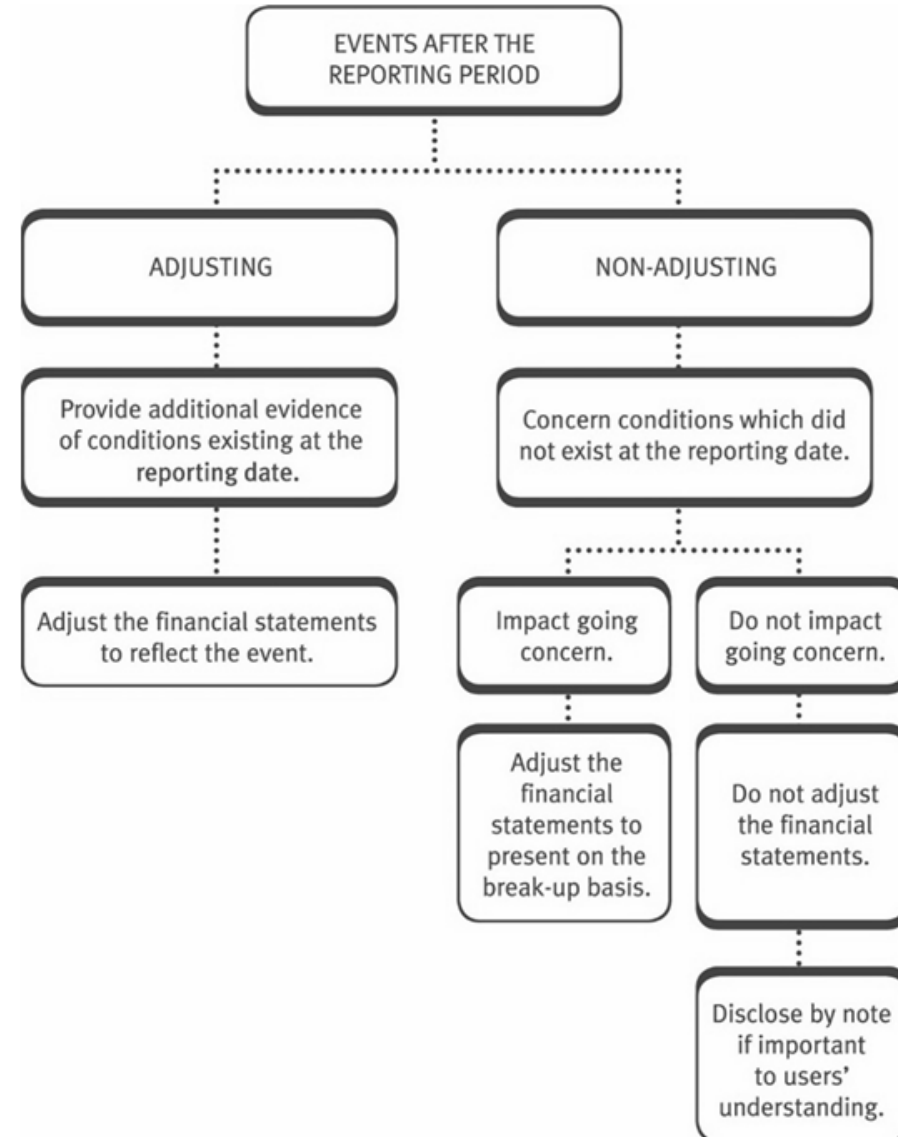 EVENTS AFTER THE
REPORTING PERIOD
ADJUSTING
NON-ADJUSTING
Provide additional evidence
of conditions existing at the
reporting date.
Concern conditions which did
not exist at the reporting date.
Adjust the financial statements
to reflect the event.
Impact going
concern.
Do not impact
going concern.
Adjust the
financial
statements to
present on the
break-up basis.
Do not adjust
the financial
statements.
Disclose by note
if important
to users’
understanding.